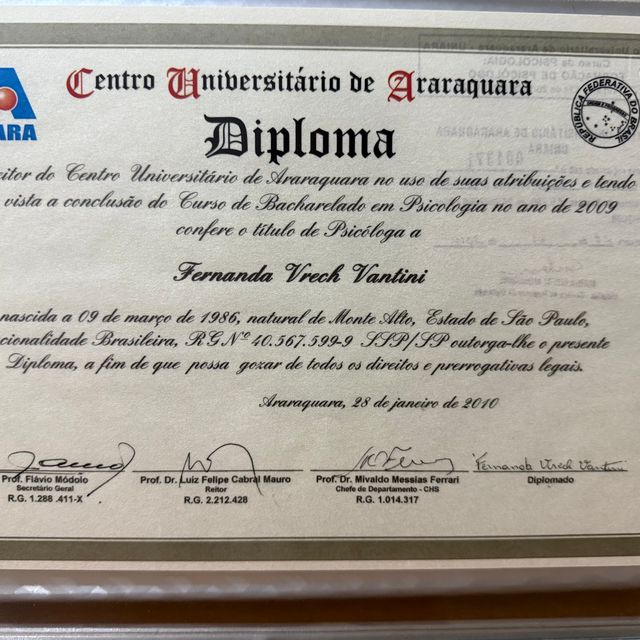 Centro Universitário de Araraquara
ARA
REPÚBLICA FEDERATIVA DO BRASIL
Diploma
eitor do Centro Universitário de Araraquara no uso de suas atribuições e tendo
vista a conclusão do Curso de Bacharelado em Psicologia no ano de 2009
confere o título de Psicóloga a
Fernanda Vrech Vantini
nascida a 09 de março de 1986, natural de Monte Alto, Estado de São Paulo,
cionalidade Brasileira, R.G.Nº 40.567.599-9 SSP/SP outorga-lhe o presente
Diploma, a fim de que possa gozar de todos os direitos e prerrogativas legais.
Araraquara, 28 de janeiro de 2010
Fernanda Vrech Vantini
Prof. Flávio Módolo Prof. Dr. Luiz Felipe Cabral Mauro Prof. Dr. Mivaldo Messias Ferrari Diplomado
Secretário Geral Reitor Chefe de Departamento - CHS
R.G. 1.288 .411-X R.G. 2.212.428 R.G. 1.014.317